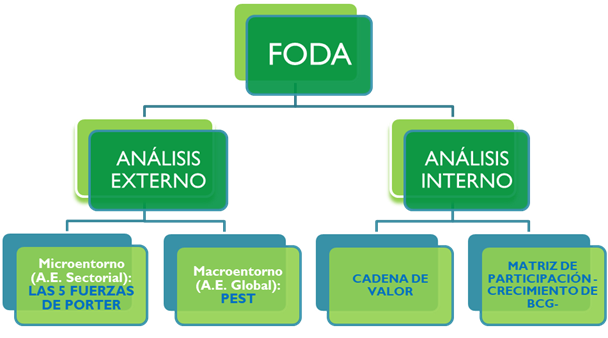 FODA
ANÁLISIS
EXTERNO
ANÁLISIS
INTERNO
Microentorno
(A.E. Sectorial):
LAS 5 FUERZAS
DE PORTER
Macroentorno
(A.E. Global):
PEST
CADENA DE
VALOR
MATRIZ DE
PARTICIPACIÓN -
CRECIMIENTO DE
BCG-